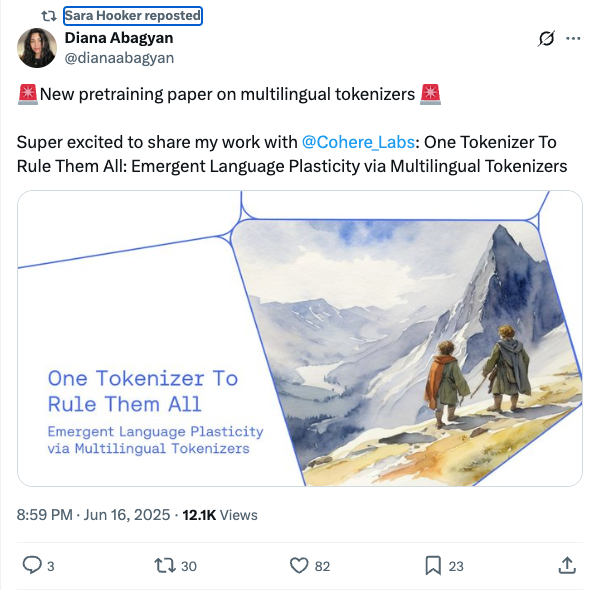 Sara Hooker reposted
Diana Abagyan
@dianaabagyan
🚨New pretraining paper on multilingual tokenizers 🚨
Super excited to share my work with @Cohere_Labs: One Tokenizer To
Rule Them All: Emergent Language Plasticity via Multilingual Tokenizers
One Tokenizer To
Rule Them All
Emergent Language Plasticity
via Multilingual Tokenizers
8:59 PM · Jun 16, 2025 · 12.1K Views
3 30 82 23